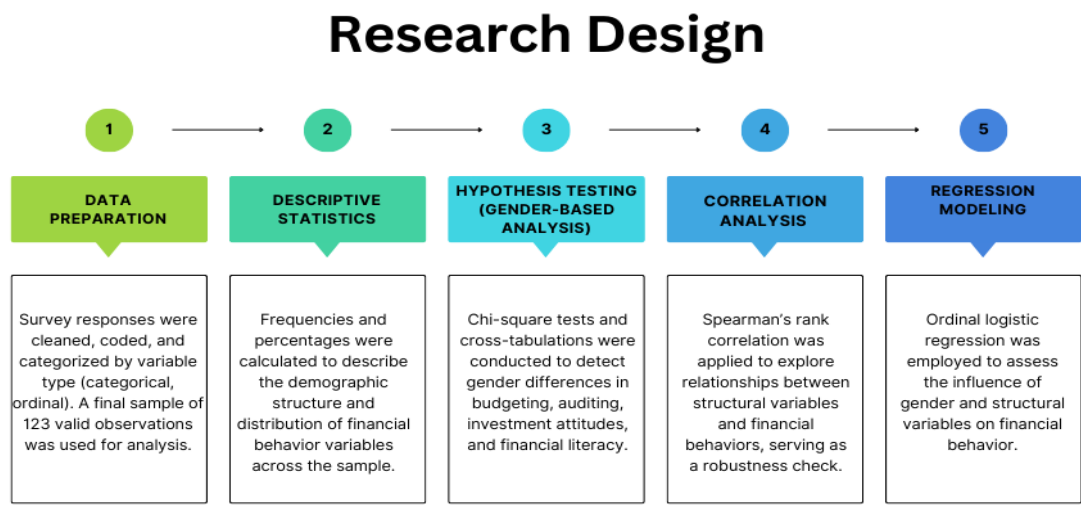 Research Design
1
2
3
4
5
DATA
PREPARATION
DESCRIPTIVE
STATISTICS
HYPOTHESIS TESTING
(GENDER-BASED
ANALYSIS)
CORRELATION
ANALYSIS
REGRESSION
MODELING
Survey responses were
cleaned, coded, and
categorized by variable
type (categorical,
ordinal). A final sample of
123 valid observations
was used for analysis.
Frequencies and
percentages were
calculated to describe
the demographic
structure and
distribution of financial
behavior variables
across the sample.
Chi-square tests and
cross-tabulations were
conducted to detect
gender differences in
budgeting, auditing,
investment attitudes,
and financial literacy.
Spearman’s rank
correlation was
applied to explore
relationships between
structural variables
and financial
behaviors, serving as
a robustness check.
Ordinal logistic
regression was
employed to assess
the influence of
gender and structural
variables on financial
behavior.